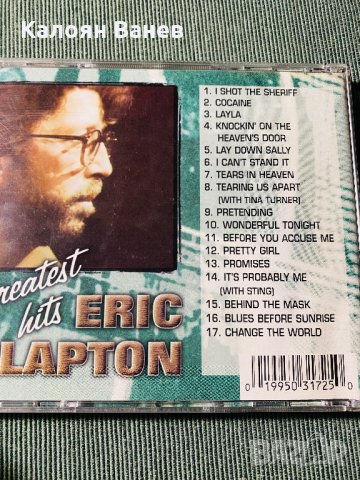 Калоян Ванев
1. I SHOT THE SHERIFF
2. COCAINE
3. LAYLA
4. KNOCKIN' ON THE
HEAVEN'S DOOR
5. LAY DOWN SALLY
6. I CAN'T STAND IT
7. TEARS IN HEAVEN
8. TEARING US APART
(WITH TINA TURNER)
9. PRETENDING
10. WONDERFUL TONIGHT
11. BEFORE YOU ACCUSE ME
12. PRETTY GIRL
13. PROMISES
14. IT'S PROBABLY ME
(WITH STING)
15. BEHIND THE MASK
16. BLUES BEFORE SUNRISE
17. CHANGE THE WORLD
reatest
hits ERIC
LAPTON
0 19950 31725 0
BAZAR